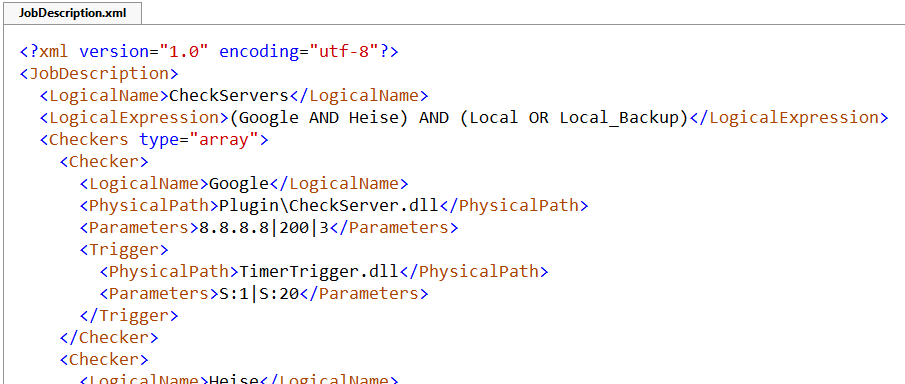 JobDescription.xml
<?xml version="1.0" encoding="utf-8"?>
<JobDescription>
  <LogicalName>CheckServers</LogicalName>
  <LogicalExpression>(Google AND Heise) AND (Local OR Local_Backup)</LogicalExpression>
  <Checkers type="array">
    <Checker>
      <LogicalName>Google</LogicalName>
      <PhysicalPath>Plugin\CheckServer.dll</PhysicalPath>
      <Parameters>8.8.8.8|200|3</Parameters>
      <Trigger>
        <PhysicalPath>TimerTrigger.dll</PhysicalPath>
        <Parameters>S:1|S:20</Parameters>
      </Trigger>
    </Checker>
    <Checker>
      <LogicalName>Heise</LogicalName>